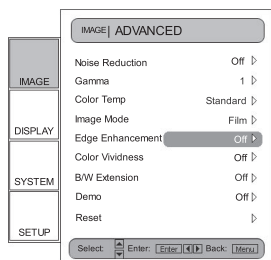 IMAGE| ADVANCED
IMAGE
DISPLAY
SYSTEM
SETUP
Noise Reduction Off
Gamma 1
Color Temp Standard
Image Mode Film
Edge Enhancement Off
Color Vividness Off
B/W Extension Off
Demo Off
Reset
Select: Enter: Enter Back: Menu